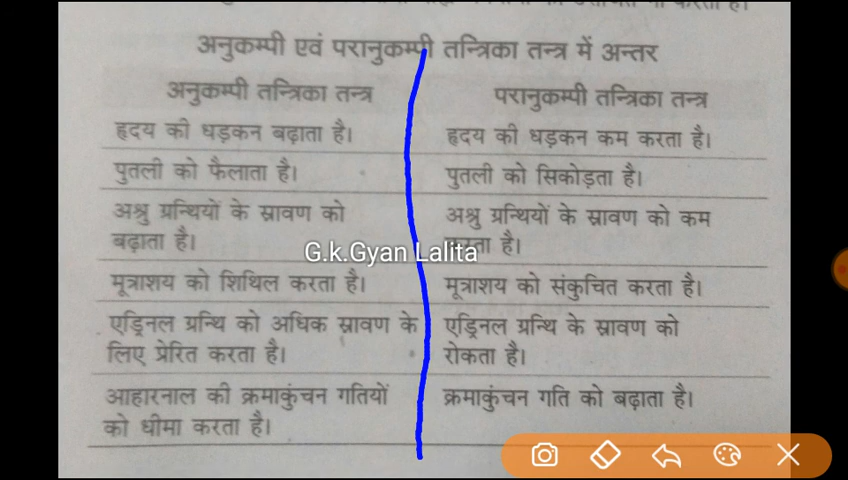 अनुकम्पी एवं परानुकम्पी तन्त्रिका तन्त्र में अन्तर
अनुकम्पी तन्त्रिका तन्त्र
परानुकम्पी तन्त्रिका तन्त्र
हृदय की धड़कन बढ़ाता है।
हृदय की धड़कन कम करता है।
पुतली को फैलाता है।
पुतली को सिकोड़ता है।
अश्रु ग्रन्थियों के स्रावण को
बढ़ाता है।
अश्रु ग्रन्थियों के स्रावण को कम
करता है।
G.k.Gyan Lalita
मूत्राशय को शिथिल करता है।
मूत्राशय को संकुचित करता है।
एड्रिनल ग्रन्थि को अधिक स्रावण के
लिए प्रेरित करता है।
एड्रिनल ग्रन्थि के स्रावण को
रोकता है।
आहारनाल की क्रमाकुंचन गतियों
को धीमा करता है।
क्रमाकुंचन गति को बढ़ाता है।